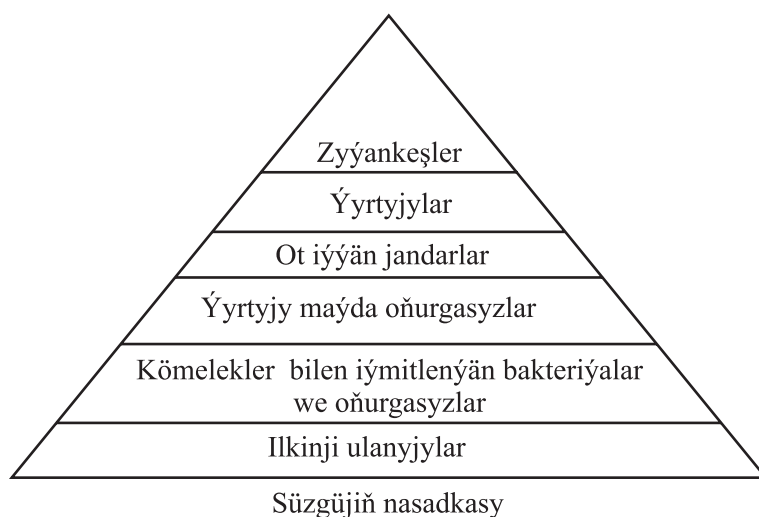 Zyýankeşler
Ýyrtyjylar
Ot iýýän jandarlar
Ýyrtyjy maýda oňurgasyzlar
Kömelekler bilen iýmitlenýän bakteriýalar
we oňurgasyzlar
Ilkinji ulanyjylar
Süzgüjiň nasadkasy